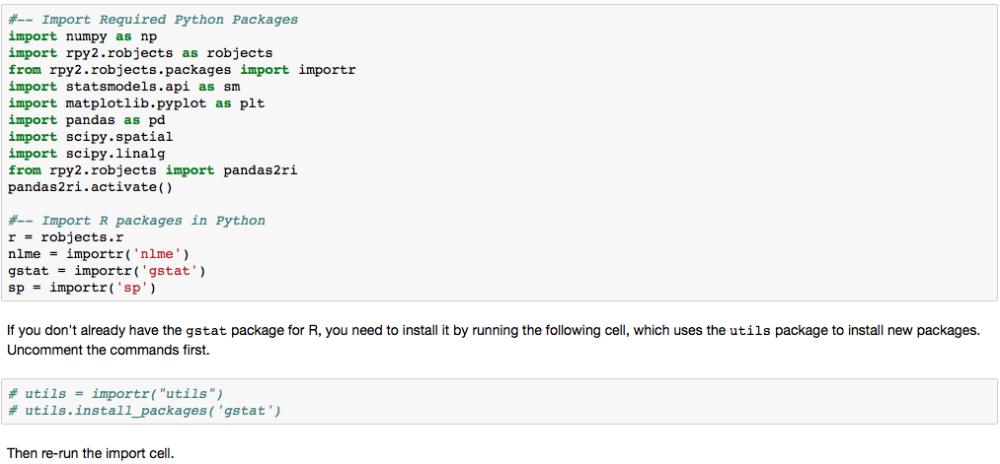 #-- Import Required Python Packages
import numpy as np
import rpy2.robjects as robjects
from rpy2.robjects.packages import importr
import statsmodels.api as sm
import matplotlib.pyplot as plt
import pandas as pd
import scipy.spatial
import scipy.linalg
from rpy2.robjects import pandas2ri
pandas2ri.activate()
#-- Import R packages in Python
r = robjects.r
nlme = importr('nlme')
gstat = importr('gstat')
sp = importr('sp')
If you don't already have the gstat package for R, you need to install it by running the following cell, which uses the utils package to install new packages.
Uncomment the commands first.
# utils = importr("utils")
# utils.install_packages('gstat')
Then re-run the import cell.